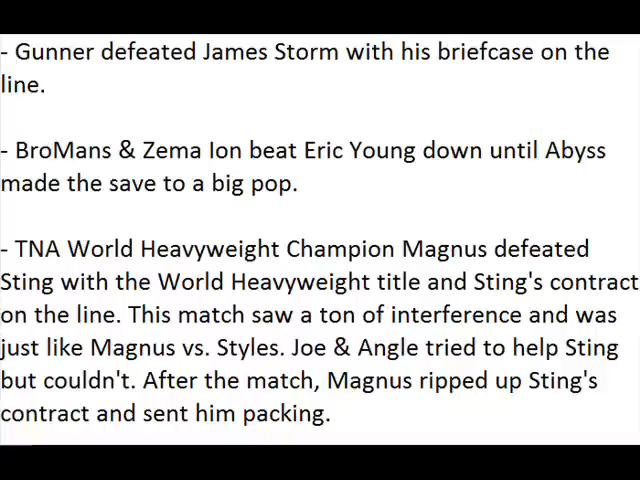 - Gunner defeated James Storm with his briefcase on the
line.
- BroMans & Zema Ion beat Eric Young down until Abyss
made the save to a big pop.
- TNA World Heavyweight Champion Magnus defeated
Sting with the World Heavyweight title and Sting's contract
on the line. This match saw a ton of interference and was
just like Magnus vs. Styles. Joe & Angle tried to help Sting
but couldn't. After the match, Magnus ripped up Sting's
contract and sent him packing.